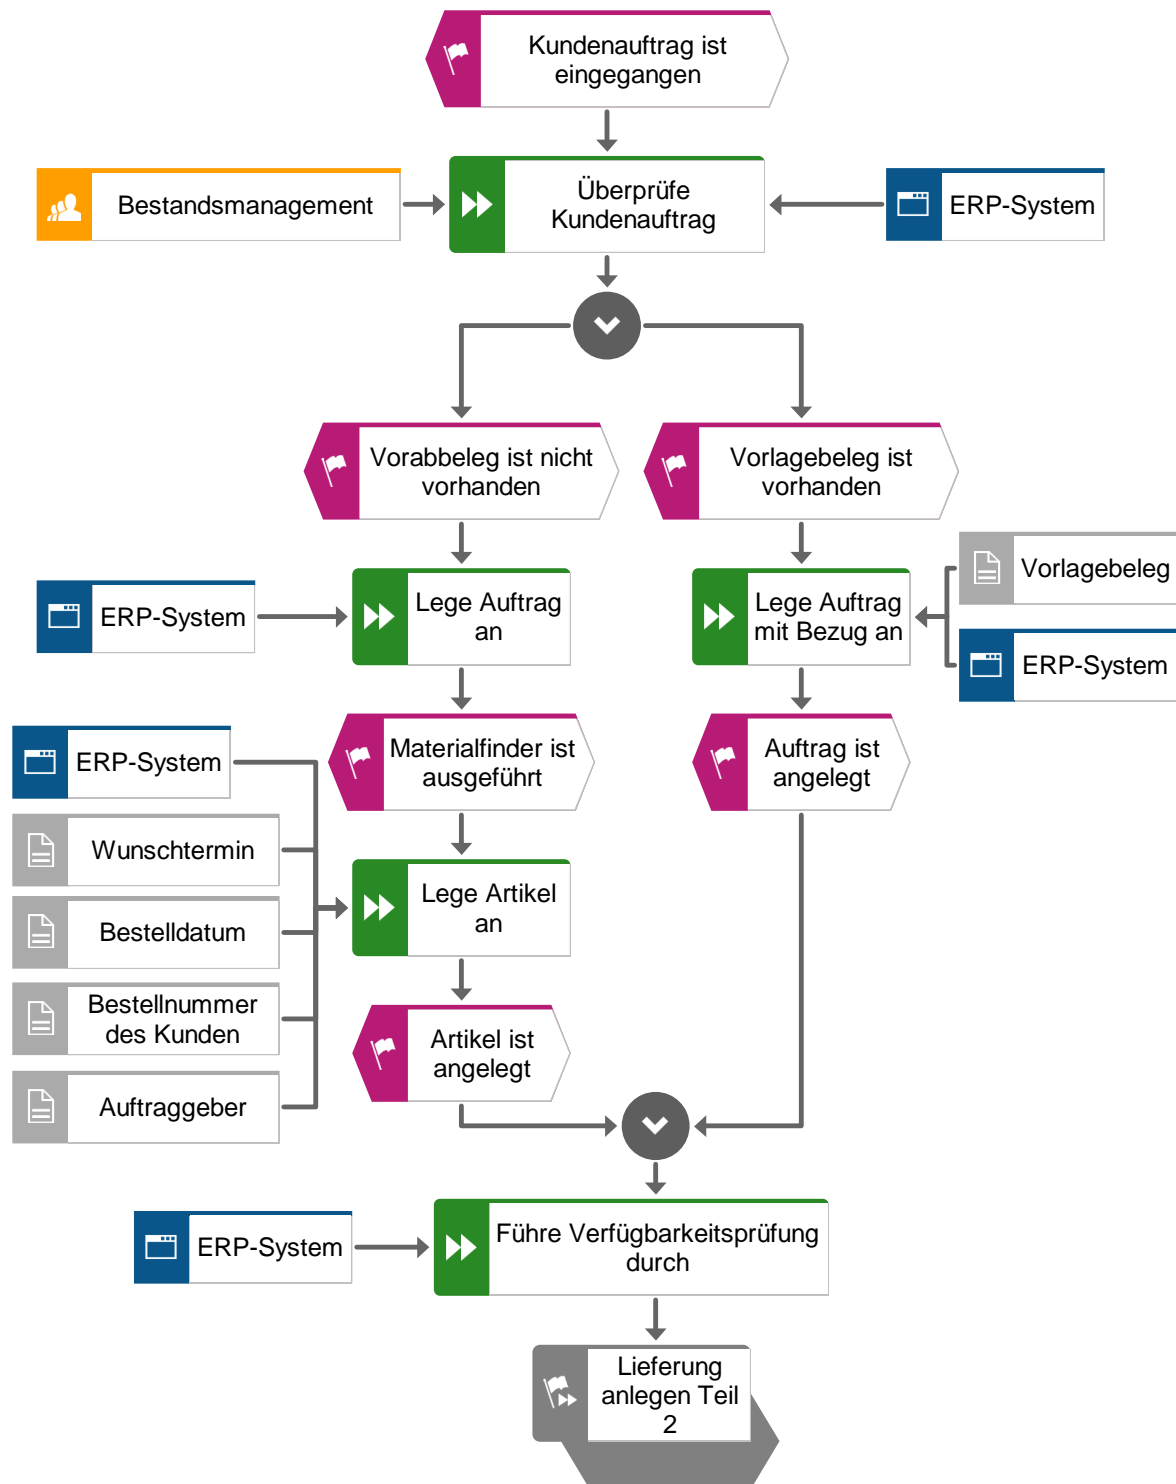 Kundenauftrag ist
eingegangen
Bestandsmanagement
Überprüfe
Kundenauftrag
ERP-System
Vorabbeleg ist nicht
vorhanden
Vorlagebeleg ist
vorhanden
ERP-System
Lege Auftrag
an
Lege Auftrag
mit Bezug an
Vorlagebeleg
ERP-System
ERP-System
Wunschtermin
Bestelldatum
Bestellnummer
des Kunden
Auftraggeber
Materialfinder ist
ausgeführt
Auftrag ist
angelegt
Lege Artikel
an
Artikel ist
angelegt
ERP-System
Führe Verfügbarkeitsprüfung
durch
Lieferung
anlegen Teil
2